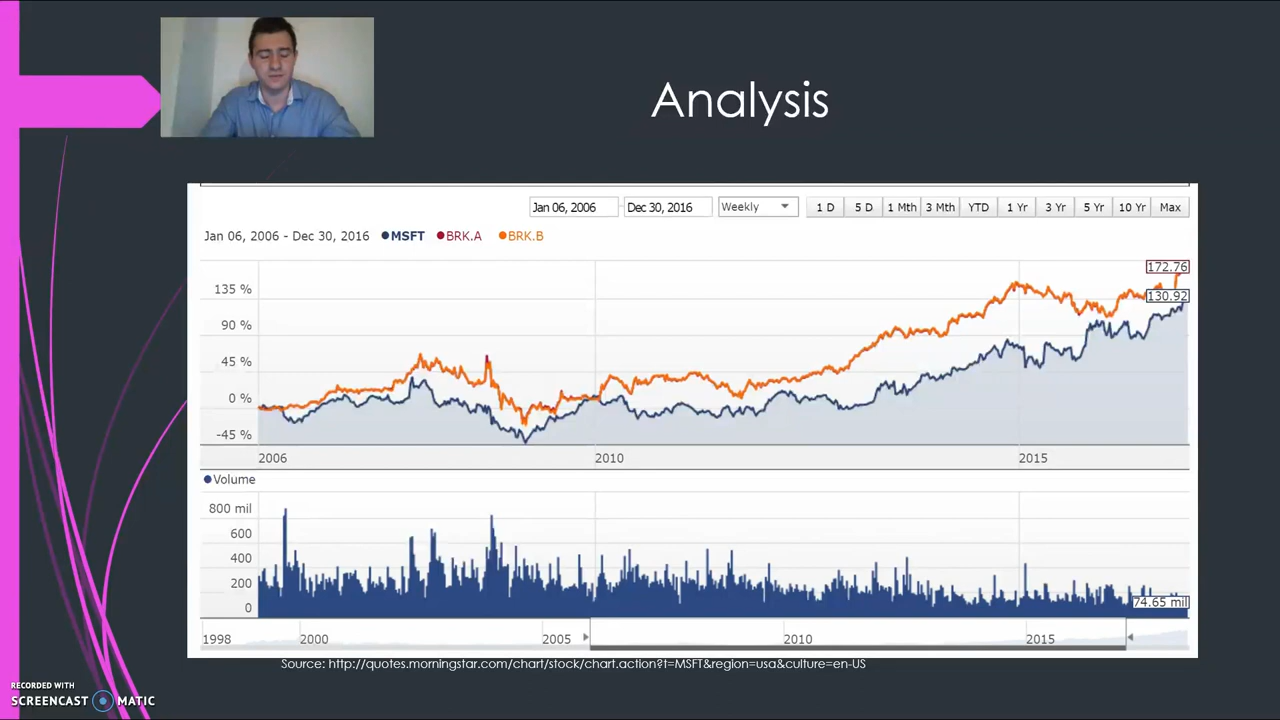 Analysis
Jan 06, 2006 Dec 30, 2016 Weekly 1 D 5 D 1 Mth 3 Mth YTD 1 Yr 3 Yr 5 Yr 10 Yr Max
Jan 06, 2006 - Dec 30, 2016 MSFT BRK.A BRK.B
172.76
135 %
130.92
90 %
45 %
0 %
-45 %
2006 2010 2015
Volume
800 mil
600
400
200
74.65 mil
0
1998 2000 2005 2010 2015
Source: http://quotes.morningstar.com/chart/stock/chart.action?t=MSFT&region=usa&culture=en-US
RECORDED WITH
SCREENCAST MATIC